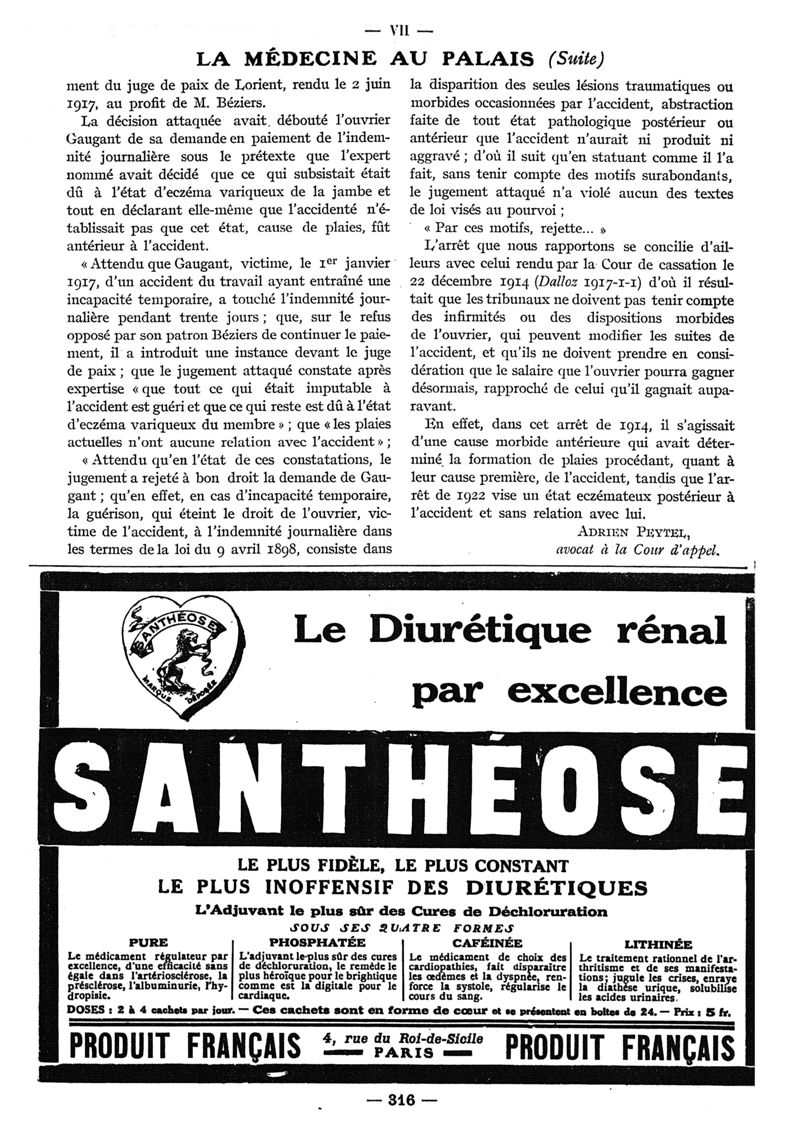 — VII —
LA MÉDECINE AU PALAIS (Suite)
ment du juge de paix de Lorient, rendu le 2 juin
1917, au profit de M. Béziers.
La décision attaquée avait débouté l'ouvrier
Gaugant de sa demande en paiement de l'indem-
nité journalière sous le prétexte que l'expert
nommé avait décidé que ce qui subsistait était
dû à l'état d'eczéma variqueux de la jambe et
tout en déclarant elle-même que l'accidenté n'é-
tablissait pas que cet état, cause de plaies, fût
antérieur à l'accident.
« Attendu que Gaugant, victime, le 1er janvier
1917, d'un accident du travail ayant entraîné une
incapacité temporaire, a touché l'indemnité jour-
nalière pendant trente jours ; que, sur le refus
opposé par son patron Béziers de continuer le paie-
ment, il a introduit une instance devant le juge
de paix ; que le jugement attaqué constate après
expertise « que tout ce qui était imputable à
l'accident est guéri et que ce qui reste est dû à l'état
d'eczéma variqueux du membre » ; que « les plaies
actuelles n'ont aucune relation avec l'accident » ;
« Attendu qu'en l'état de ces constatations, le
jugement a rejeté à bon droit la demande de Gau-
gant ; qu'en effet, en cas d'incapacité temporaire,
la guérison, qui éteint le droit de l'ouvrier, vic-
time de l'accident, à l'indemnité journalière dans
les termes de la loi du 9 avril 1898, consiste dans
la disparition des seules lésions traumatiques ou
morbides occasionnées par l'accident, abstraction
faite de tout état pathologique postérieur ou
antérieur que l'accident n'aurait ni produit ni
aggravé ; d'où il suit qu'en statuant comme il l'a
fait, sans tenir compte des motifs surabondants,
le jugement attaqué n'a violé aucun des textes
de loi visés au pourvoi ;
« Par ces motifs, rejette... »
L'arrêt que nous rapportons se concilie d'ail-
leurs avec celui rendu par la Cour de cassation le
22 décembre 1914 (Dalloz 1917-1-1) d'où il résul-
tait que les tribunaux ne doivent pas tenir compte
des infirmités ou des dispositions morbides
de l'ouvrier, qui peuvent modifier les suites de
l'accident, et qu'ils ne doivent prendre en consi-
dération que le salaire que l'ouvrier pourra gagner
désormais, rapproché de celui qu'il gagnait aupa-
ravant.
En effet, dans cet arrêt de 1914, il s'agissait
d'une cause morbide antérieure qui avait déter-
miné la formation de plaies procédant, quant à
leur cause première, de l'accident, tandis que l'ar-
rêt de 1922 vise un état eczémateux postérieur à
l'accident et sans relation avec lui.
ADRIEN PEYTEL,
avocat à la Cour d'appel.
SANTHÉOSE
MARQUE DÉPOSÉE
Le Diurétique rénal
par excellence
SANTHÉOSE
LE PLUS FIDÈLE, LE PLUS CONSTANT
LE PLUS INOFFENSIF DES DIURÉTIQUES
L'Adjuvant le plus sûr des Cures de Déchloruration
SOUS SES QUATRE FORMES
PURE
Le médicament régulateur par
excellence, d'une efficacité sans
égale dans l'artériosclérose, la
présclérose, l'albuminurie, l'hy-
dropisie.
PHOSPHATÉE
L'adjuvant le plus sûr des cures
de déchloruration, le remède le
plus héroïque pour le brightique
comme est la digitale pour le
cardiaque.
CAFÉINÉE
Le médicament de choix des
cardiopathies, fait disparaître
les œdèmes et la dyspnée, ren-
force la systole, régularise le
cours du sang.
LITHINÉE
Le traitement rationnel de l'ar-
thritisme et de ses manifesta-
tions ; jugule les crises, enraye
la diathèse urique, solubilise
les acides urinaires.
DOSES : 2 à 4 cachets par jour. — Ces cachets sont en forme de cœur et se présentent en boîtes de 24. — Prix : 5 fr.
PRODUIT FRANÇAIS
4, rue du Roi-de-Sicile
— PARIS —
PRODUIT FRANÇAIS
— 316 —